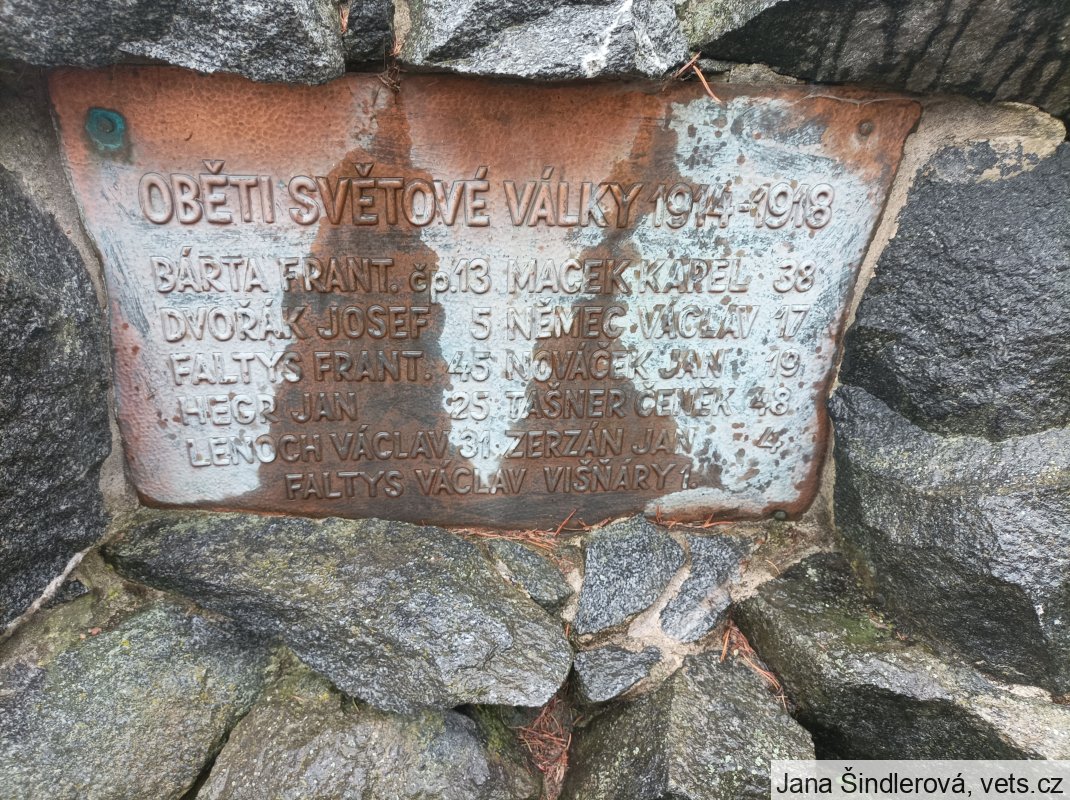 OBĚTI SVĚTOVÉ VÁLKY 1914-1918
BÁRTA FRANT. čp.13 MACEK KAREL 38
DVOŘÁK JOSEF 5 NĚMEC VÁCLAV 17
FALTYS FRANT. 45 NOVÁČEK JAN 19
HEGR JAN 25 TAŠNER ČENĚK 48
LENOCH VÁCLAV 31 ZERZÁN JAN 4
FALTYS VÁCLAV VIŠŇÁRY 1.
Jana Šindlerová, vets.cz